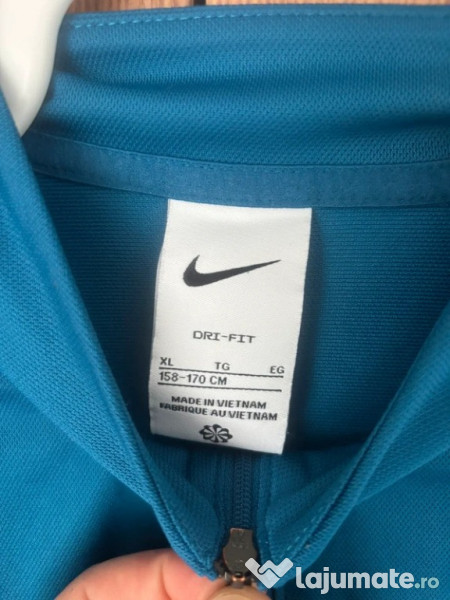 DRI-FIT
XL TG EG
158-170 CM
MADE IN VIETNAM
FABRIQUE AU VIETNAM
lajumate.ro